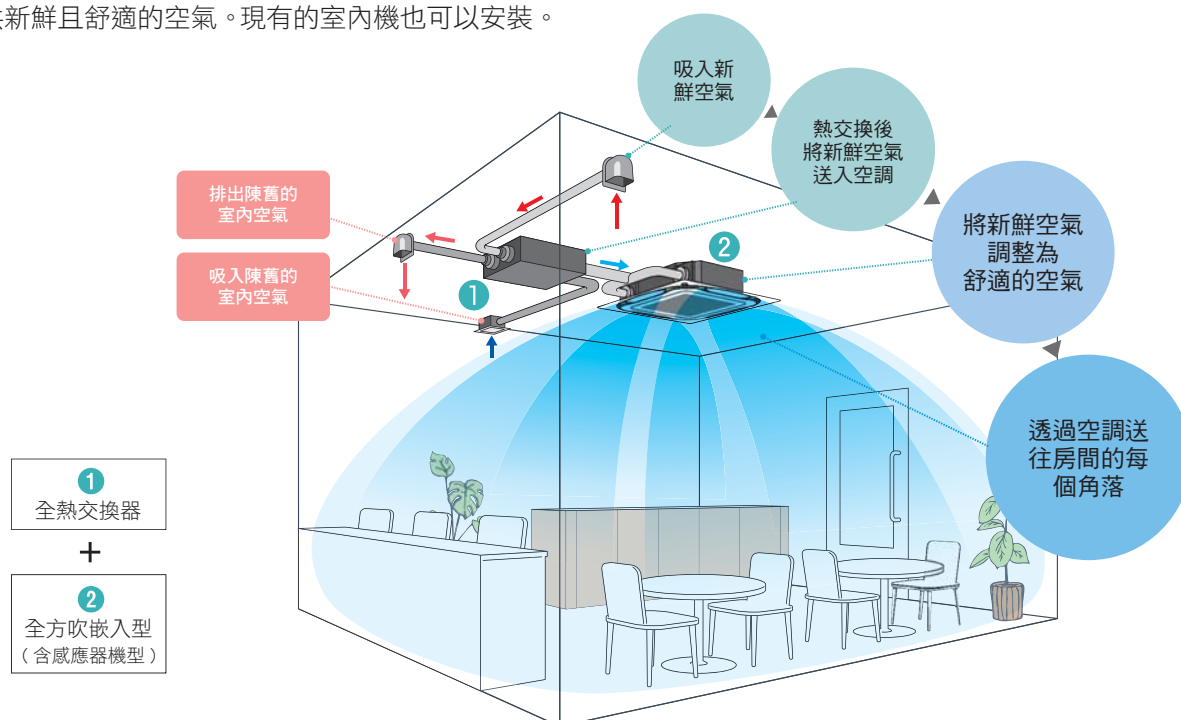 新鮮且舒適的空氣。現有的室內機也可以安裝。
吸入新
鮮空氣
熱交換後
將新鮮空氣
送入空調
排出陳舊的
室內空氣
將新鮮空氣
調整為
舒適的空氣
2
吸入陳舊的
室內空氣
1
透過空調送
往房間的每
個角落
1
全熱交換器
+
2
全方吹嵌入型
(含感應器機型)